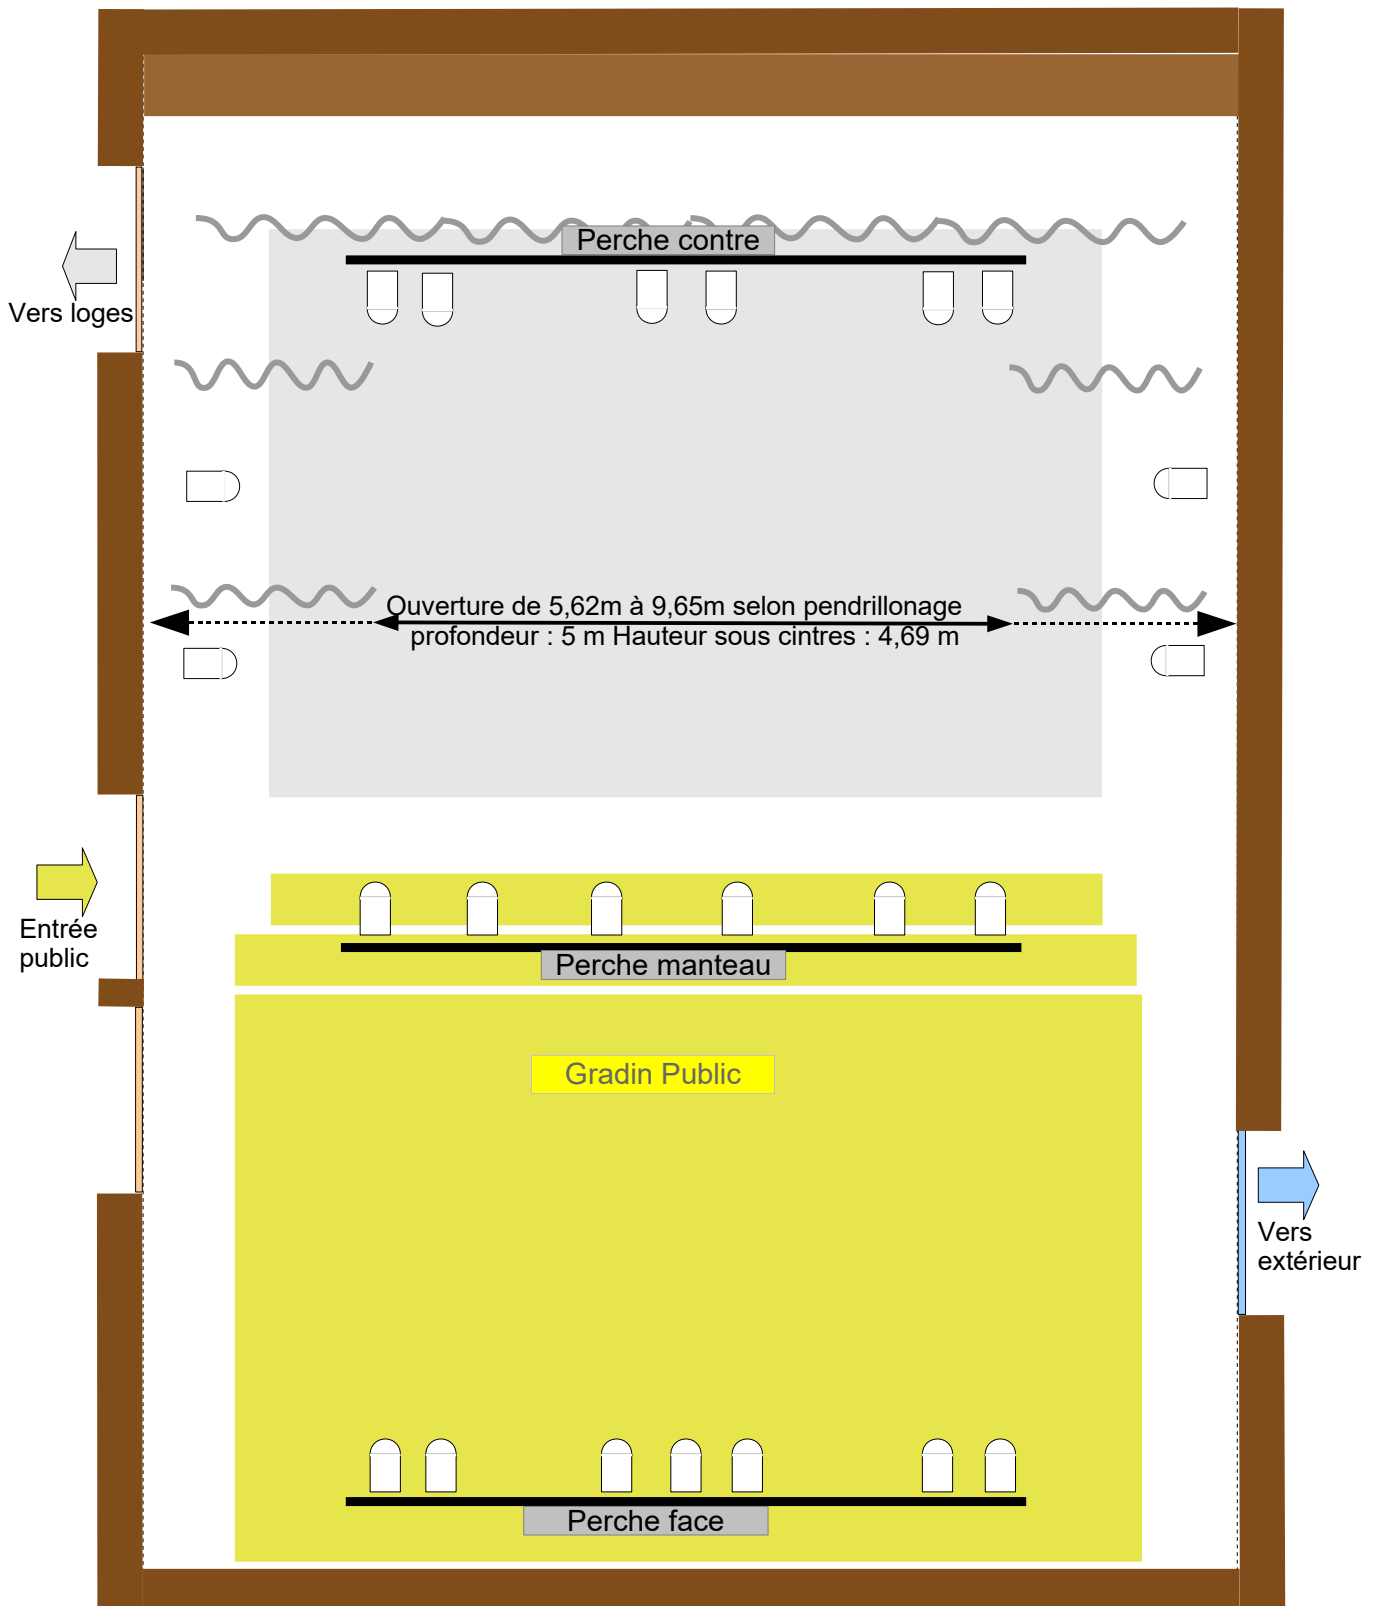 Perche contre
Vers loges
Ouverture de 5,62m à 9,65m selon pendrillonage
profondeur : 5 m Hauteur sous cintres : 4,69 m
Entrée
public
Perche manteau
Gradin Public
Vers
extérieur
Perche face